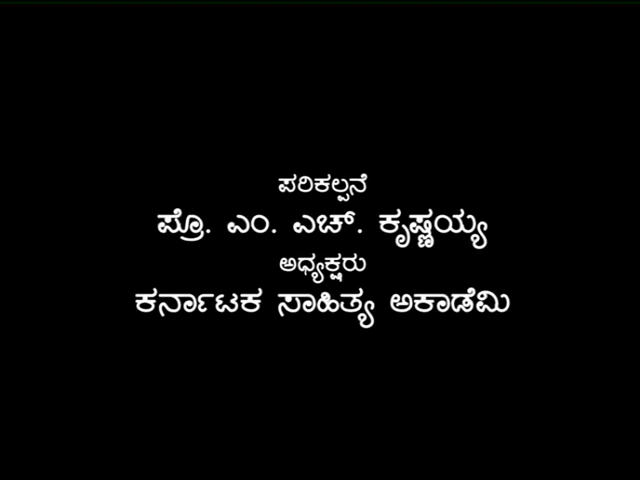 ಪರಿಕಲ್ಪನೆ
ಪ್ರೊ. ಎಂ. ಎಚ್. ಕೃಷ್ಣಯ್ಯ
ಅಧ್ಯಕ್ಷರು
ಕರ್ನಾಟಕ ಸಾಹಿತ್ಯ ಅಕಾಡೆಮಿ